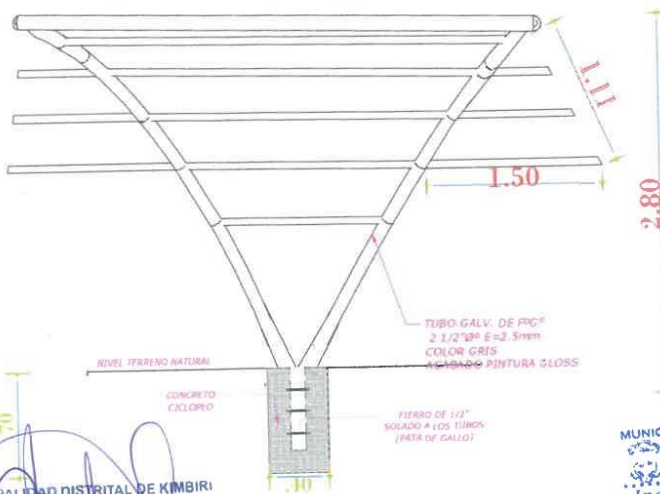 1.11
1.50
2.80
TUBO GALV. DE FºGº
2 1/2"Øº E=2.5mm
COLOR GRIS
ACABADO PINTURA GLOSS
NIVEL TERRENO NATURAL
CONCRETO
CICLOPEO
FIERRO DE 1/2"
SOLADO A LOS TUBOS
(PATA DE GALLO)
70
.40
DISTRITAL DE KIMBIRI